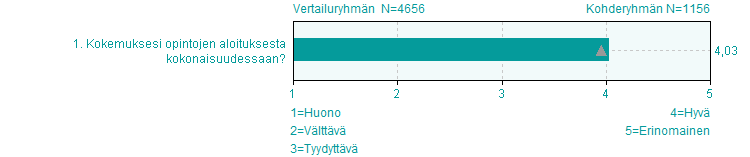 Vertailuryhmän N=4656 Kohderyhmän N=1156
1. Kokemuksesi opintojen aloituksesta
kokonaisuudessaan?
4,03
1 2 3 4 5
1=Huono 4=Hyvä
2=Välttävä 5=Erinomainen
3=Tyydyttävä